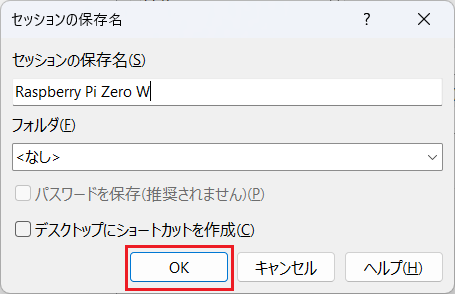 セッションの保存名
セッションの保存名(S)
Raspberry Pi Zero W
フォルダ(F)
<なし>
パスワードを保存(推奨されません)(P)
デスクトップにショートカットを作成(C)
OK キャンセル ヘルプ(H)